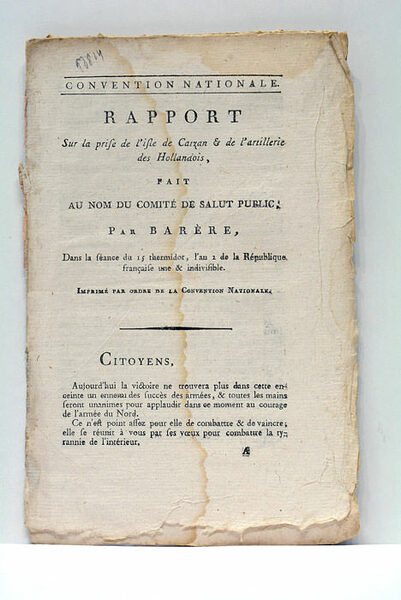 CONVENTION NATIONALE.
RAPPORT
Sur la prise de l'isle de Catzan & de l'artillerie
des Hollandois,
FAIT
AU NOM DU COMITÉ DE SALUT PUBLIC,
PAR BARÈRE,
Dans la séance du 15 thermidor, l'an 2 de la République
française une & indivisible.
IMPRIMÉ PAR ORDRE DE LA CONVENTION NATIONALE.
CITOYENS,
Aujourd'hui la victoire ne trouvera plus dans cette en-
ceinte un ennemi des succès des armées, & toutes les mains
seront unanimes pour applaudir dans ce moment au courage
de l'armée du Nord.
Ce n'est point assez pour elle de combattre & de vaincre;
elle se réunit à vous par ses vœux pour combattre la ty-
rannie de l'intérieur,
A